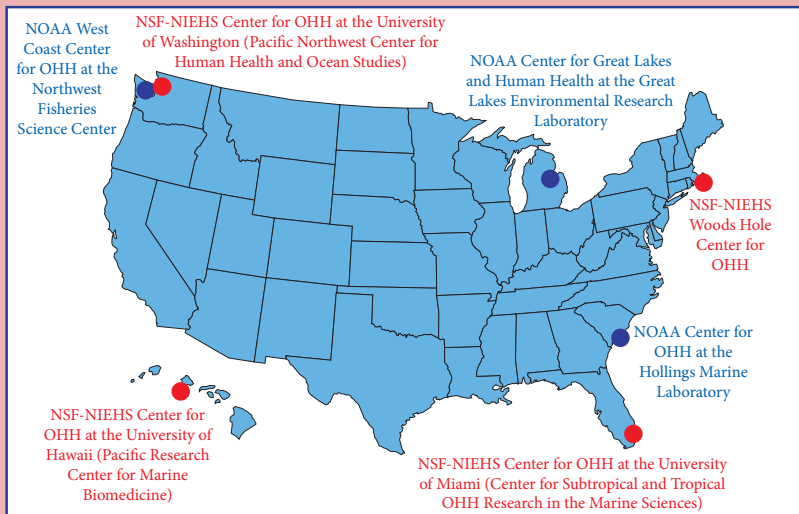 NOAA West
Coast Center
for OHH at the
Northwest
Fisheries
Science Center
NSF-NIEHS Center for OHH at the University
of Washington (Pacific Northwest Center for
Human Health and Ocean Studies)
NOAA Center for Great Lakes
and Human Health at the Great
Lakes Environmental Research
Laboratory
NSF-NIEHS
Woods Hole
Center for
OHH
NOAA Center for
OHH at the
Hollings Marine
Laboratory
NSF-NIEHS Center for
OHH at the University of
Hawaii (Pacific Research
Center for Marine
Biomedicine)
NSF-NIEHS Center for OHH at the University
of Miami (Center for Subtropical and Tropical
OHH Research in the Marine Sciences)